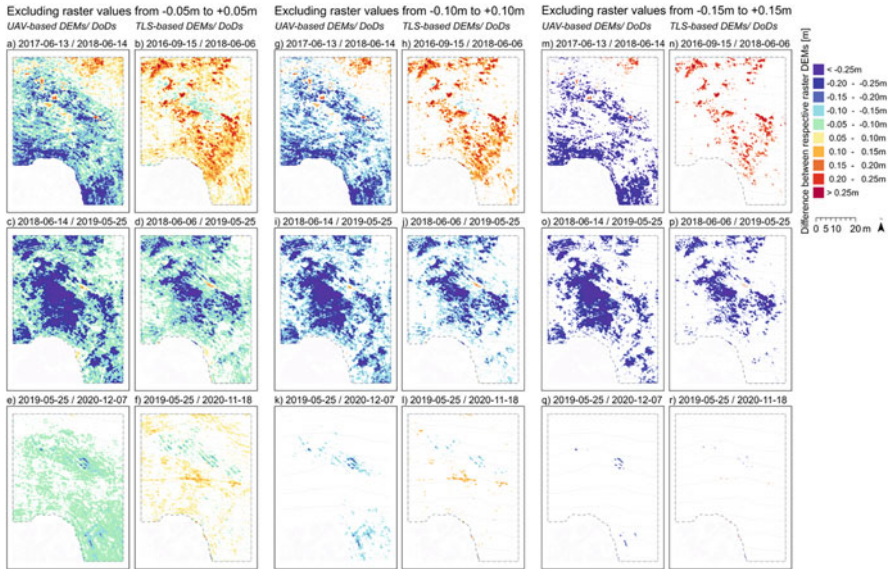 Excluding raster values from -0.05m to +0.05m
UAV-based DEMs/ DoDs
TLS-based DEMs/ DoDs
a) 2017-06-13 / 2018-06-14
b) 2016-09-15 / 2018-06-06
c) 2018-06-14 / 2019-05-25
d) 2018-06-06 / 2019-05-25
e) 2019-05-25 / 2020-12-07
f) 2019-05-25 / 2020-11-18
Excluding raster values from -0.10m to +0.10m
UAV-based DEMs/ DoDs
TLS-based DEMs/ DoDs
g) 2017-06-13 / 2018-06-14
h) 2016-09-15 / 2018-06-06
i) 2018-06-14 / 2019-05-25
j) 2018-06-06 / 2019-05-25
k) 2019-05-25 / 2020-12-07
l) 2019-05-25 / 2020-11-18
Excluding raster values from -0.15m to +0.15m
UAV-based DEMs/ DoDs
TLS-based DEMs/ DoDs
m) 2017-06-13 / 2018-06-14
n) 2016-09-15 / 2018-06-06
o) 2018-06-14 / 2019-05-25
p) 2018-06-06 / 2019-05-25
q) 2019-05-25 / 2020-12-07
r) 2019-05-25 / 2020-11-18
Difference between respective raster DEMs [m]
< -0.25m
-0.20 - -0.25m
-0.15 - -0.20m
-0.10 - -0.15m
-0.05 - -0.10m
0.05 - 0.10m
0.10 - 0.15m
0.15 - 0.20m
0.20 - 0.25m
> 0.25m
0 5 10 20 m